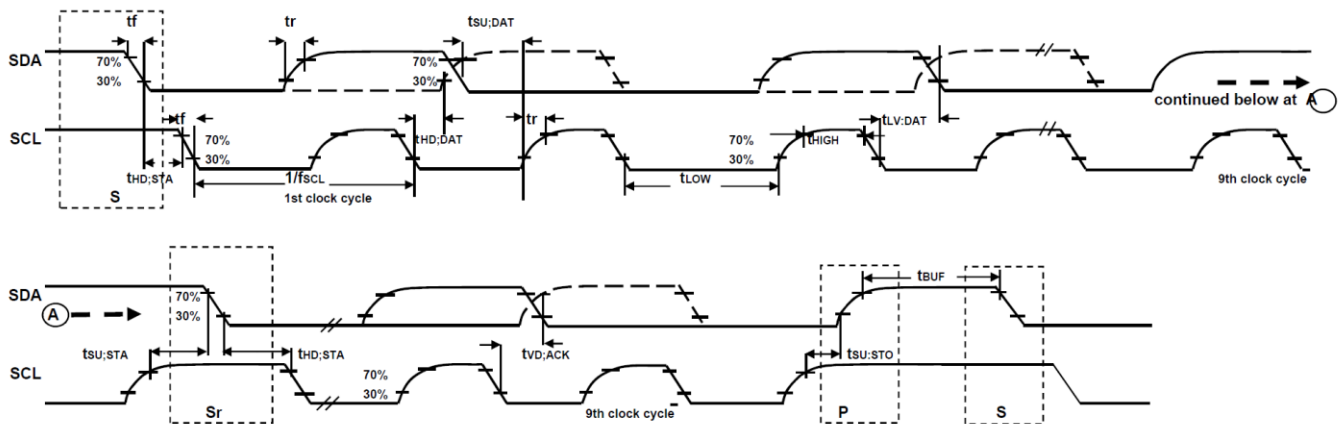 tf tr tSU;DAT
SDA 70% 30% 70% 30%
continued below at A
tf tr
SCL 70% 30% tHD;DAT 70% 30% tHIGH tLV:DAT
tHD;STA 1/fSCL tLOW
S 1st clock cycle 9th clock cycle
tBUF
SDA 70%
A 30%
tSU;STA tHD;STA tVD;ACK tSU:STO
SCL 70%
30%
Sr 9th clock cycle P S